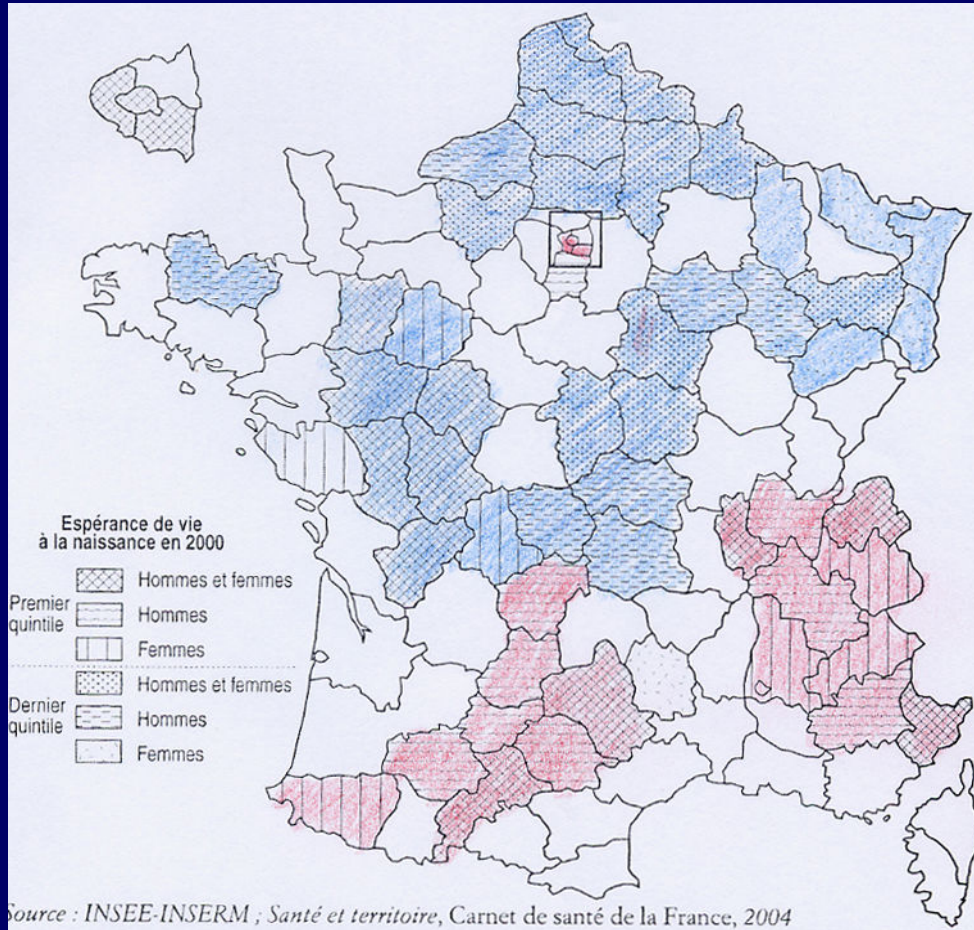 Espérance de vie
à la naissance en 2000
Premier
quintile
Hommes et femmes
Hommes
Femmes
Dernier
quintile
Hommes et femmes
Hommes
Femmes
Source : INSEE-INSERM ; Santé et territoire, Carnet de santé de la France, 2004